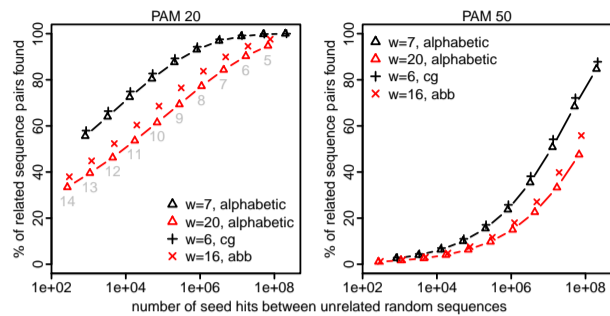 PAM 20
PAM 50
% of related sequence pairs found
100
80
60
40
20
0
14
13
12
11
10
9
8
7
6
5
w=7, alphabetic
w=20, alphabetic
w=6, cg
w=16, abb
1e+02
1e+04
1e+06
1e+08
% of related sequence pairs found
100
80
60
40
20
0
w=7, alphabetic
w=20, alphabetic
w=6, cg
w=16, abb
1e+02
1e+04
1e+06
1e+08
number of seed hits between unrelated random sequences